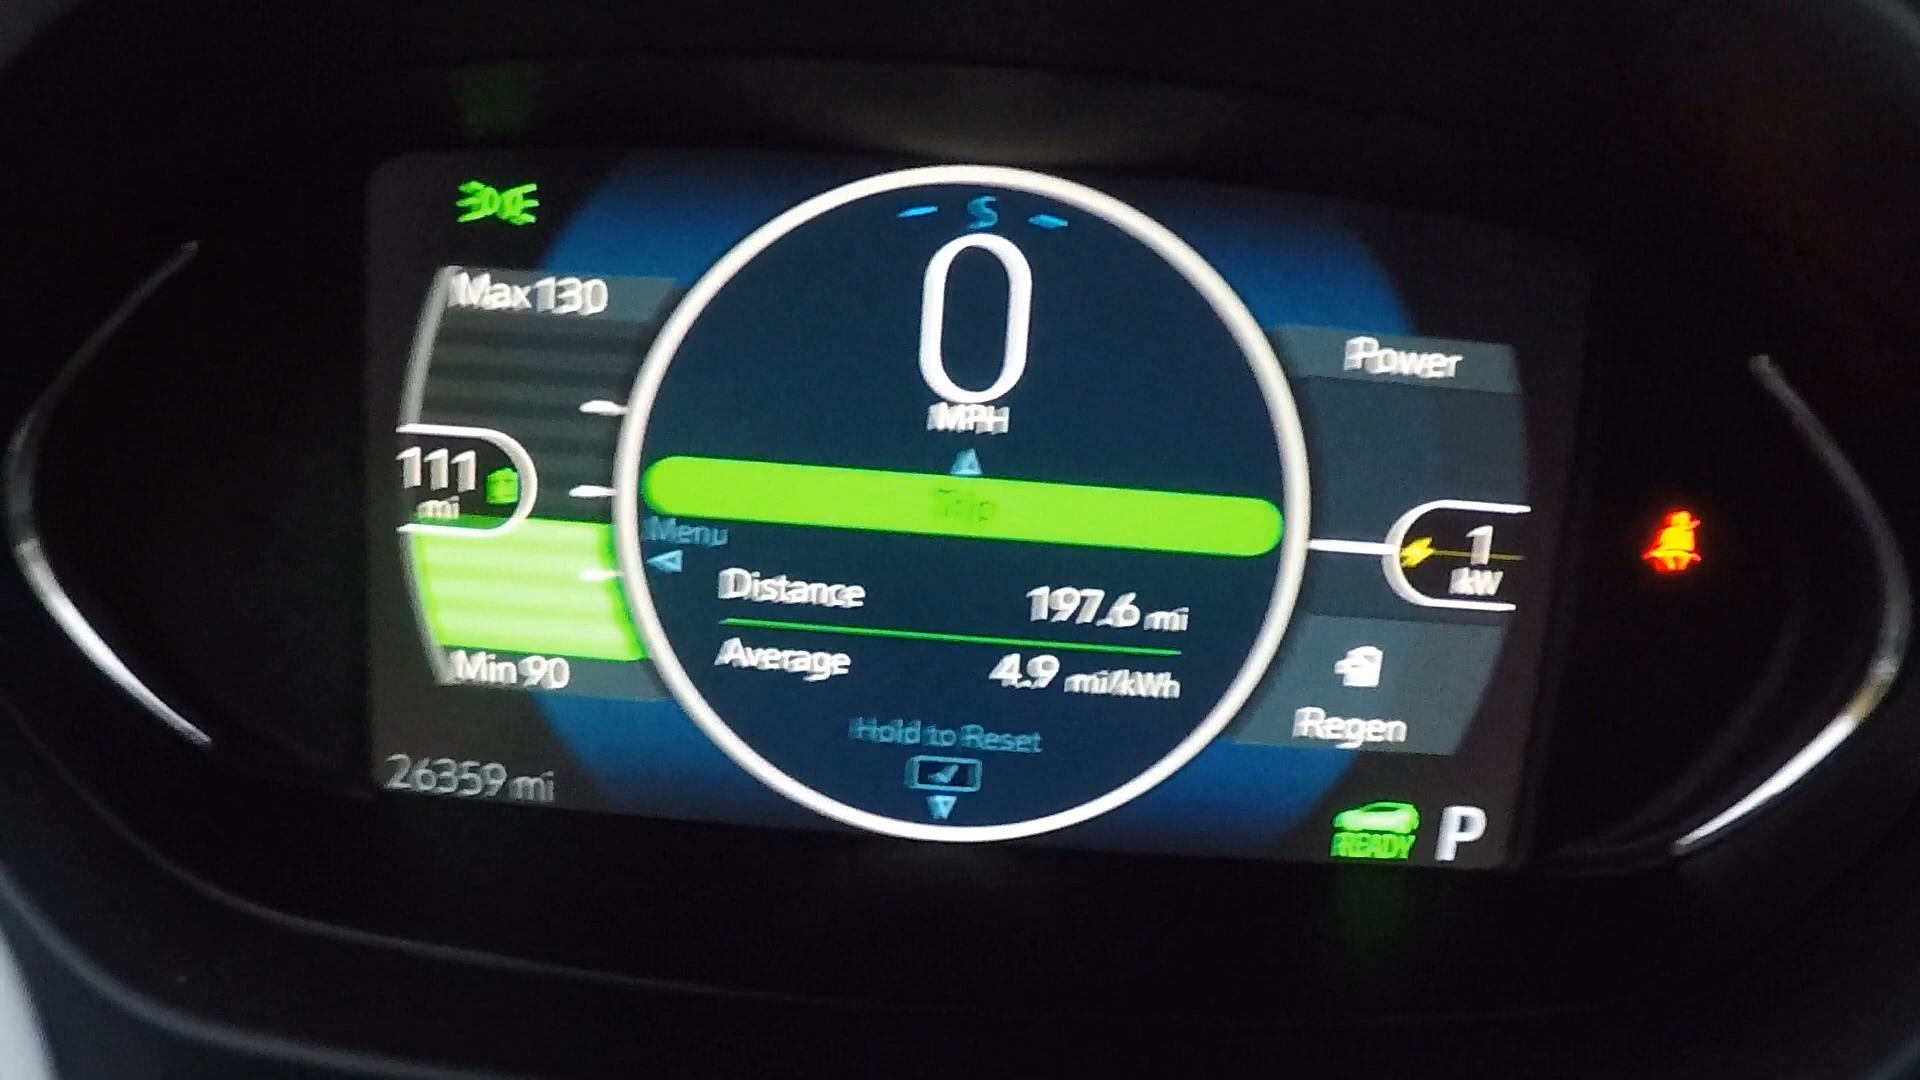 S
Max 130
0
MPH
Power
111
mi
Trip
Menu
1
kW
Distance 197.6 mi
Average 4.9 mi/kWh
Min 90
Regen
Hold to Reset
26359 mi
READY P